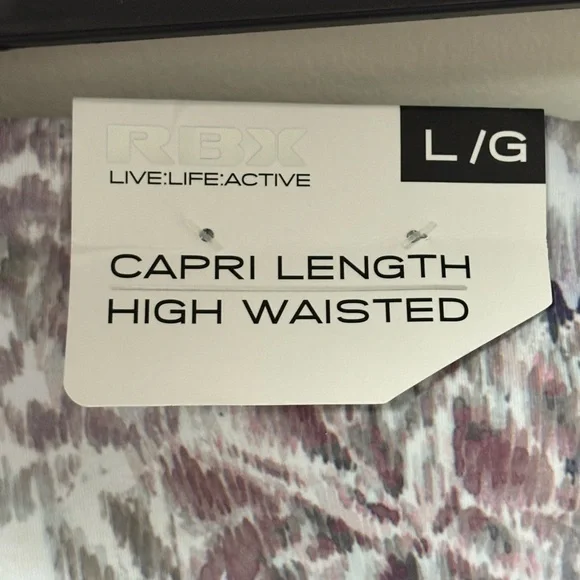 RBX
L/G
LIVE:LIFE:ACTIVE
CAPRI LENGTH
HIGH WAISTED